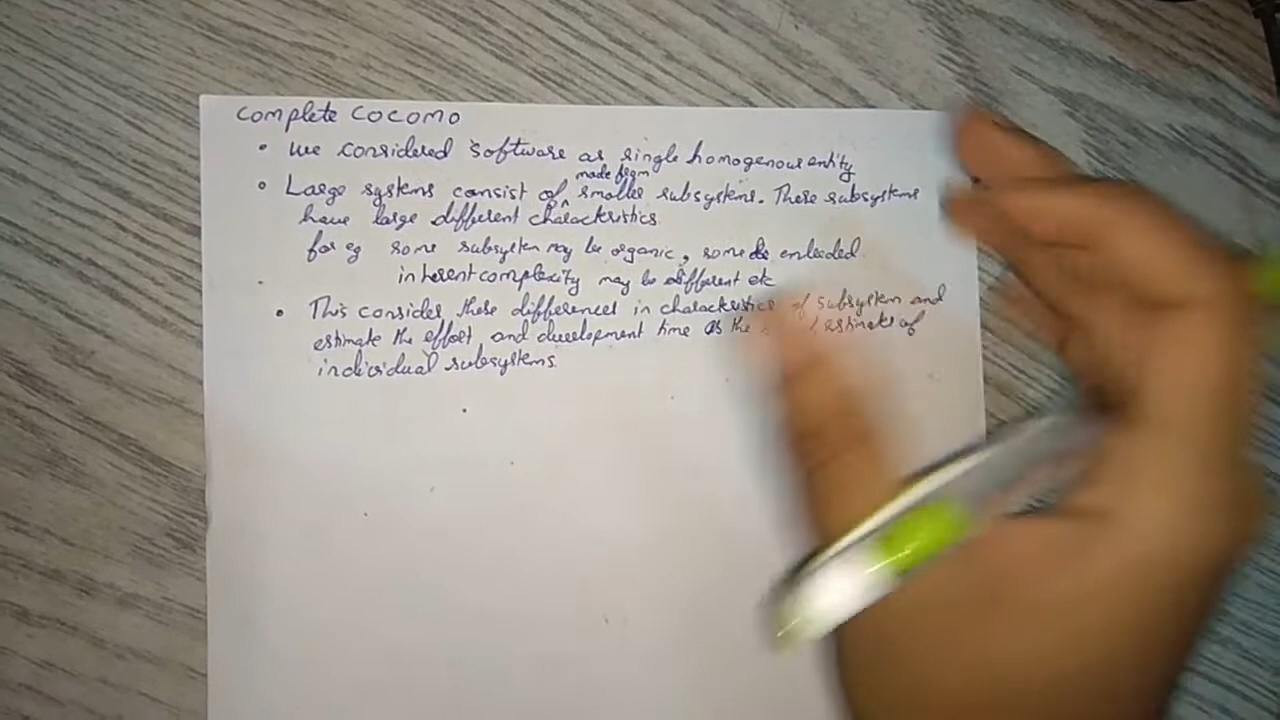 Complete COCOMO
• We considered software as single homogenous entity
made from
• Large systems consist of ^ smaller subsystems. These subsystems
have large different characteristics.
for eg some subsystem may be organic, some be embeded
inherent complexity may be different etc
• This consider these differences in characteristics of subsystem and
estimate the effort and development time as the estimates of
individual subsystems.